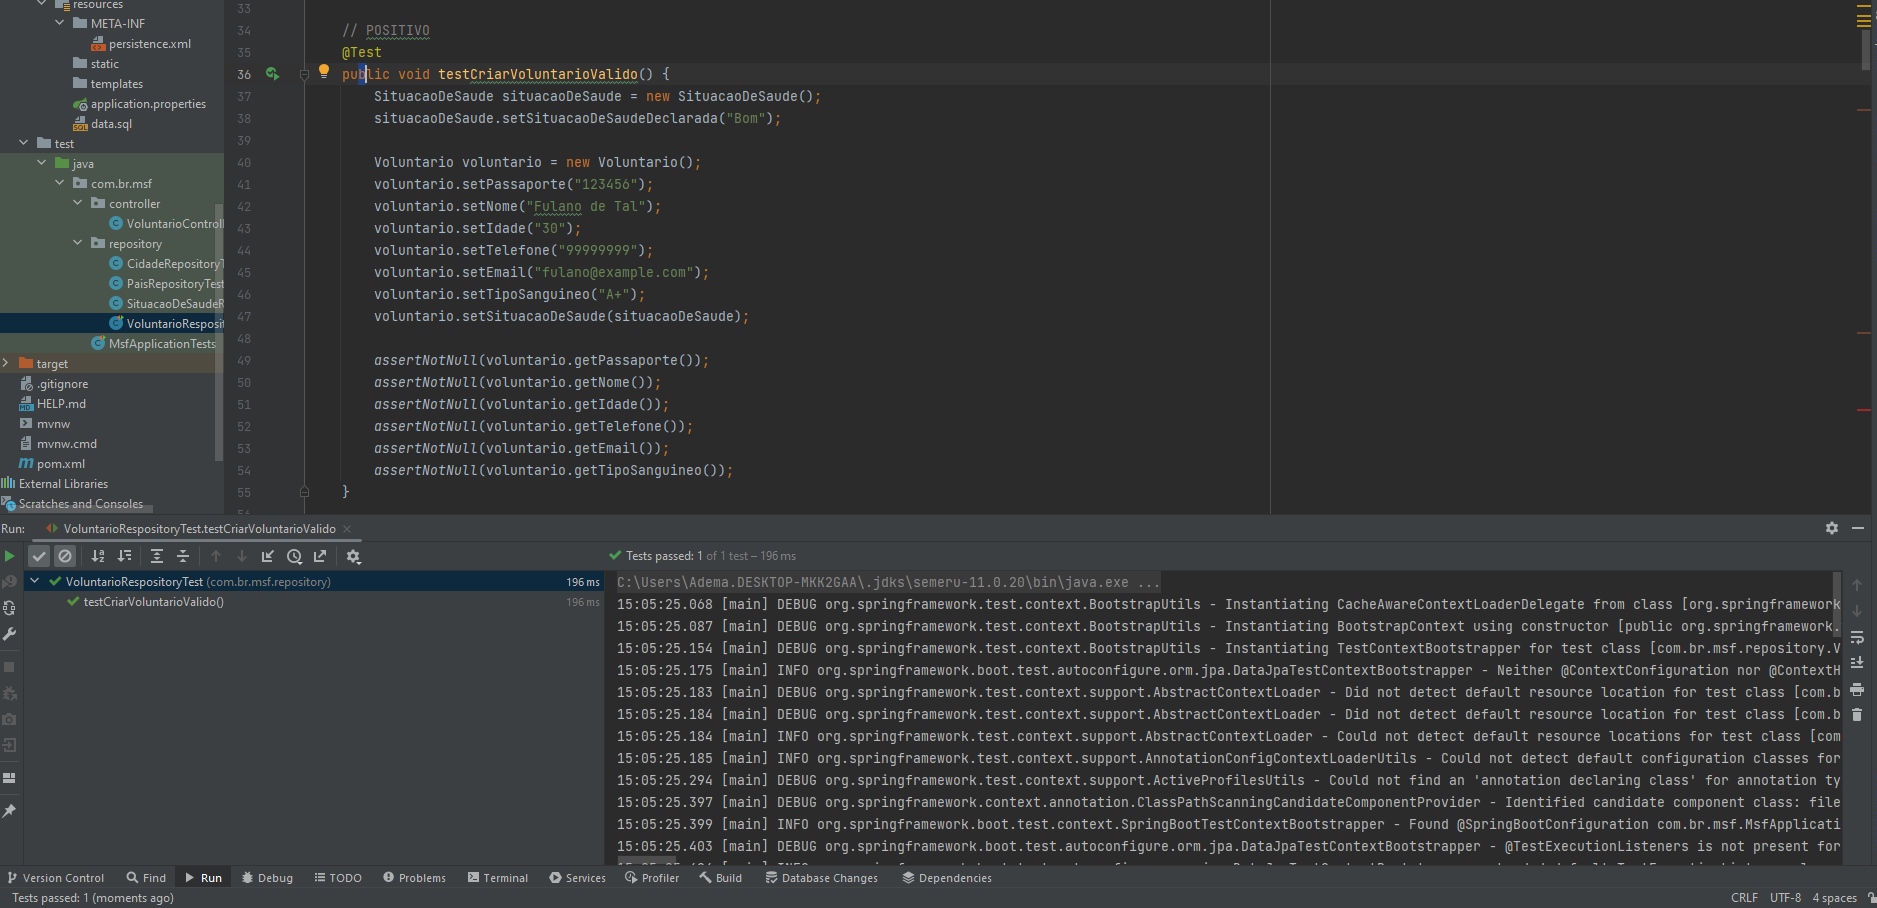 resources
META-INF
persistence.xml
static
templates
application.properties
data.sql
test
java
com.br.msf
controller
VoluntarioControll
repository
CidadeRepositoryT
PaisRepositoryTest
SituacaoDeSaudeR
VoluntarioResposit
MsfApplicationTests
target
.gitignore
HELP.md
mvnw
mvnw.cmd
pom.xml
External Libraries
Scratches and Consoles
33
34 // POSITIVO
35 @Test
36 public void testCriarVoluntarioValido() {
37 SituacaoDeSaude situacaoDeSaude = new SituacaoDeSaude();
38 situacaoDeSaude.setSituacaoDeSaudeDeclarada("Bom");
39
40 Voluntario voluntario = new Voluntario();
41 voluntario.setPassaporte("123456");
42 voluntario.setNome("Fulano de Tal");
43 voluntario.setIdade("30");
44 voluntario.setTelefone("99999999");
45 voluntario.setEmail("fulano@example.com");
46 voluntario.setTipoSanguineo("A+");
47 voluntario.setSituacaoDeSaude(situacaoDeSaude);
48
49 assertNotNull(voluntario.getPassaporte());
50 assertNotNull(voluntario.getNome());
51 assertNotNull(voluntario.getIdade());
52 assertNotNull(voluntario.getTelefone());
53 assertNotNull(voluntario.getEmail());
54 assertNotNull(voluntario.getTipoSanguineo());
55 }
Run: VoluntarioRespositoryTest.testCriarVoluntarioValido
Tests passed: 1 of 1 test – 196 ms
VoluntarioRespositoryTest (com.br.msf.repository) 196 ms
testCriarVoluntarioValido() 196 ms
C:\Users\Adema.DESKTOP-MKK2GAA\.jdks\semeru-11.0.20\bin\java.exe ...
15:05:25.068 [main] DEBUG org.springframework.test.context.BootstrapUtils - Instantiating CacheAwareContextLoaderDelegate from class [org.springframework
15:05:25.087 [main] DEBUG org.springframework.test.context.BootstrapUtils - Instantiating BootstrapContext using constructor [public org.springframework.
15:05:25.154 [main] DEBUG org.springframework.test.context.BootstrapUtils - Instantiating TestContextBootstrapper for test class [com.br.msf.repository.V
15:05:25.175 [main] INFO org.springframework.boot.test.autoconfigure.orm.jpa.DataJpaTestContextBootstrapper - Neither @ContextConfiguration nor @ContextH
15:05:25.183 [main] DEBUG org.springframework.test.context.support.AbstractContextLoader - Did not detect default resource location for test class [com.b
15:05:25.184 [main] DEBUG org.springframework.test.context.support.AbstractContextLoader - Did not detect default resource location for test class [com.b
15:05:25.184 [main] INFO org.springframework.test.context.support.AbstractContextLoader - Could not detect default resource locations for test class [com
15:05:25.185 [main] INFO org.springframework.test.context.support.AnnotationConfigContextLoaderUtils - Could not detect default configuration classes for
15:05:25.294 [main] DEBUG org.springframework.test.context.support.ActiveProfilesUtils - Could not find an 'annotation declaring class' for annotation ty
15:05:25.397 [main] DEBUG org.springframework.context.annotation.ClassPathScanningCandidateComponentProvider - Identified candidate component class: file
15:05:25.399 [main] INFO org.springframework.boot.test.context.SpringBootTestContextBootstrapper - Found @SpringBootConfiguration com.br.msf.MsfApplicati
15:05:25.403 [main] DEBUG org.springframework.boot.test.autoconfigure.orm.jpa.DataJpaTestContextBootstrapper - @TestExecutionListeners is not present for
Version Control Find Run Debug TODO Problems Terminal Services Profiler Build Database Changes Dependencies
Tests passed: 1 (moments ago) CRLF UTF-8 4 spaces